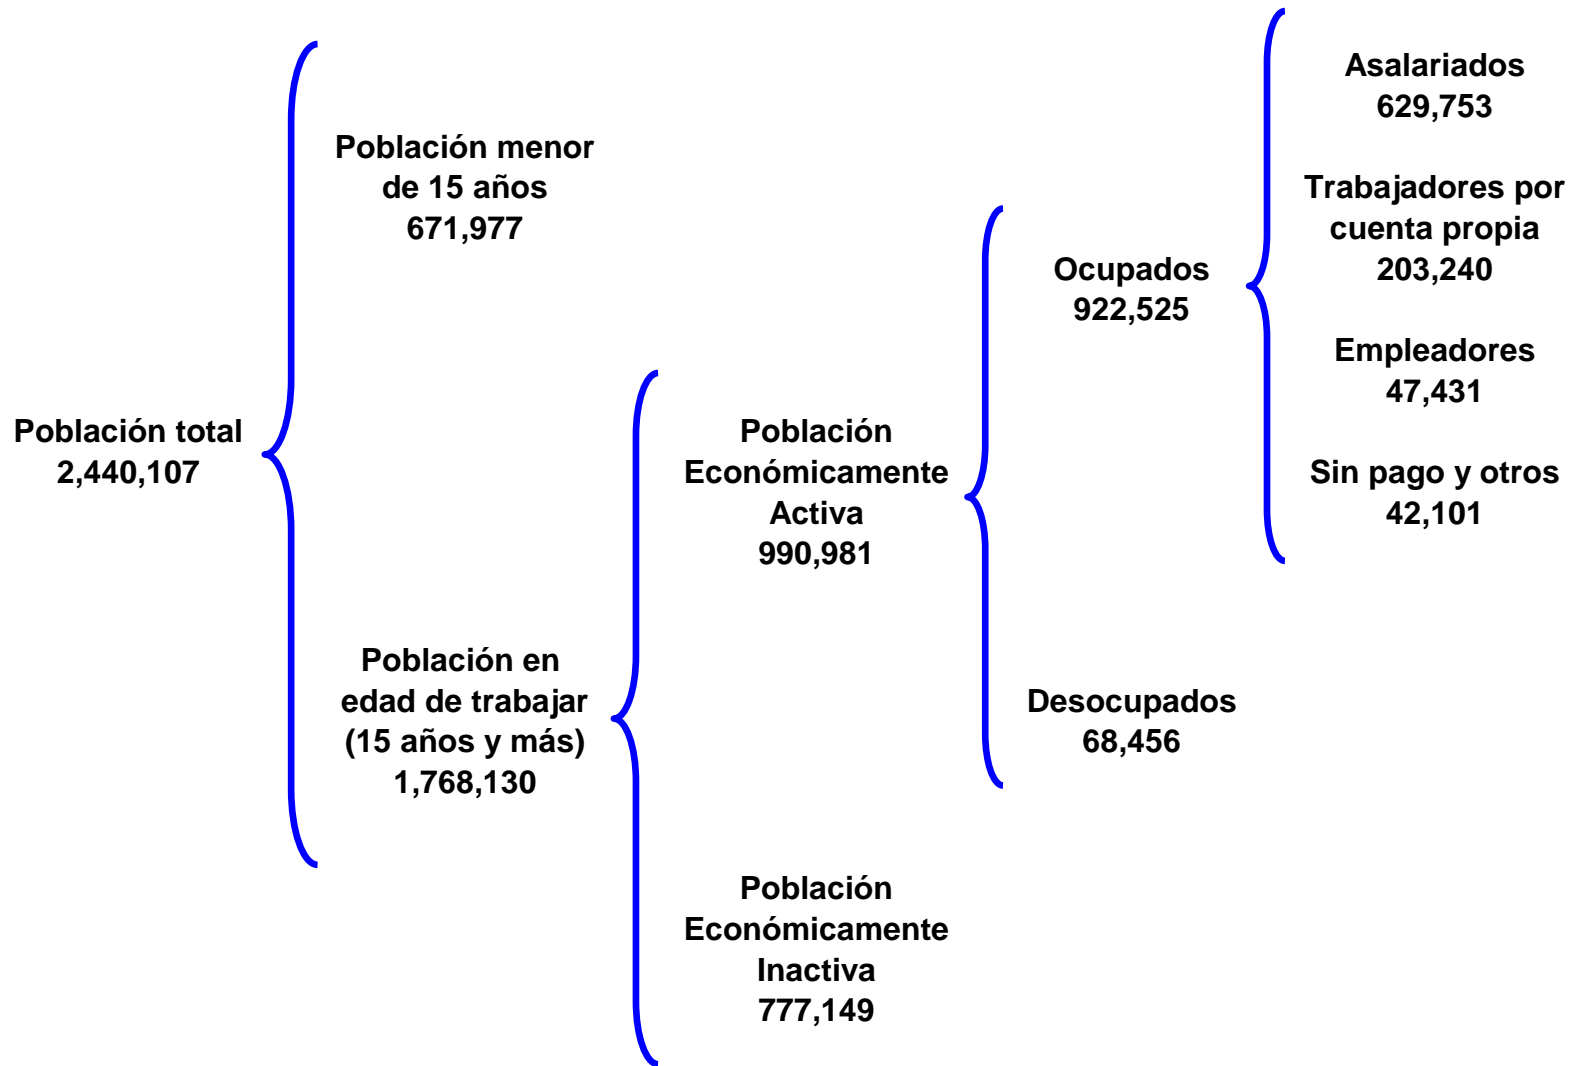 Población total
2,440,107
Población menor
de 15 años
671,977
Población en
edad de trabajar
(15 años y más)
1,768,130
Población
Económicamente
Activa
990,981
Población
Económicamente
Inactiva
777,149
Ocupados
922,525
Desocupados
68,456
Asalariados
629,753
Trabajadores por
cuenta propia
203,240
Empleadores
47,431
Sin pago y otros
42,101